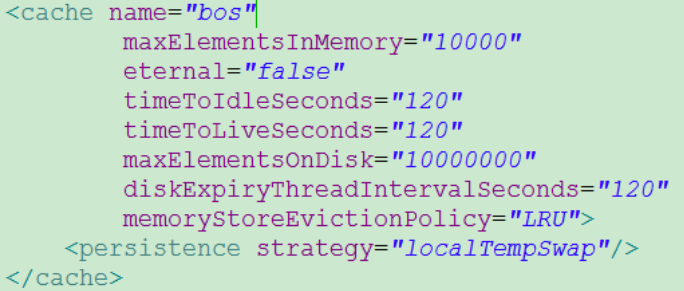 <cache name="bos"
maxElementsInMemory="10000"
eternal="false"
timeToIdleSeconds="120"
timeToLiveSeconds="120"
maxElementsOnDisk="10000000"
diskExpiryThreadIntervalSeconds="120"
memoryStoreEvictionPolicy="LRU">
<persistence strategy="localTempSwap"/>
</cache>